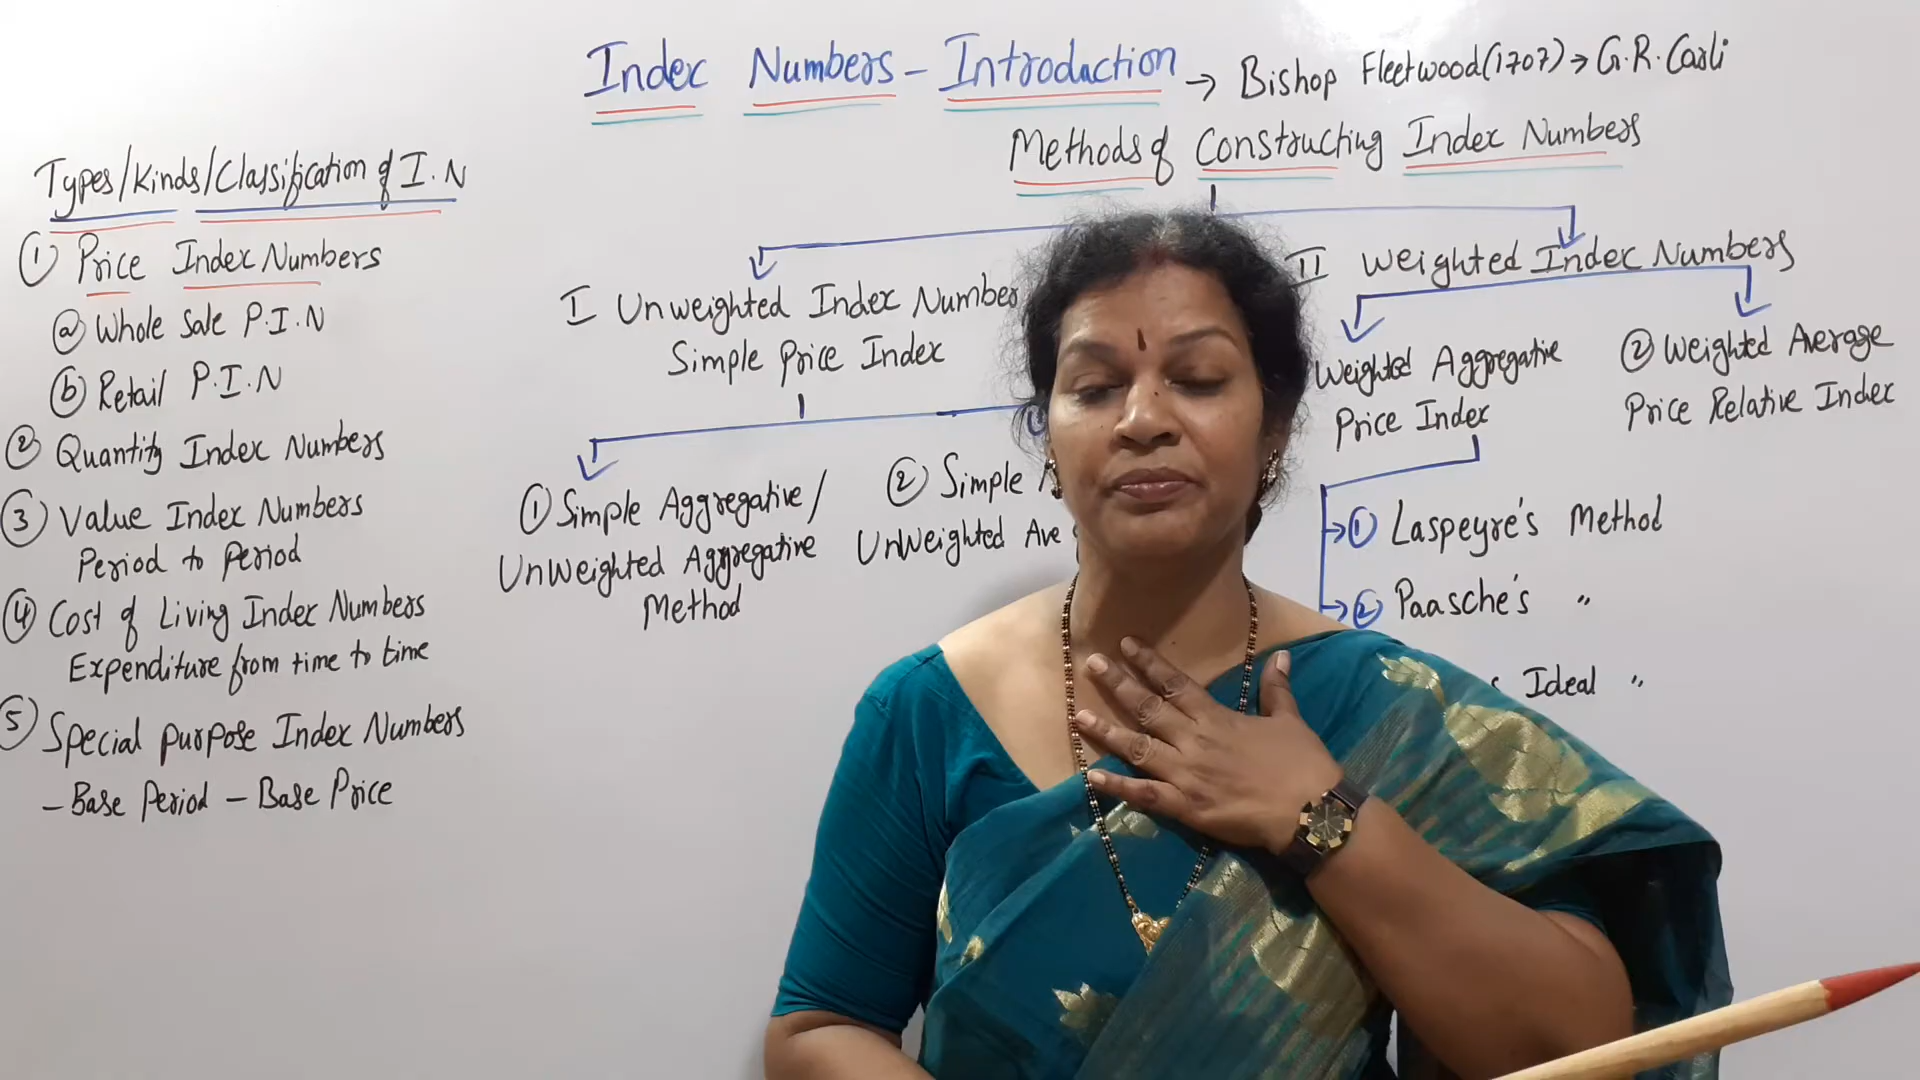 Index Numbers - Introduction → Bishop Fleetwood (1707) → G.R. Carli
Types/Kinds/Classification of I.N
① Price Index Numbers
ⓐ Whole Sale P.I.N
ⓑ Retail P.I.N
② Quantity Index Numbers
③ Value Index Numbers
Period to Period
④ Cost of Living Index Numbers
Expenditure from time to time
⑤ Special purpose Index Numbers
- Base Period - Base Price
Methods of Constructing Index Numbers
I Unweighted Index Number
Simple Price Index
① Simple Aggregative/
UnWeighted Aggregative
Method
② Simple
UnWeighted Ave
II Weighted Index Numbers
Weighted Aggregative
Price Index
→ ① Laspeyre's Method
→ ② Paasche's "
Ideal "
② Weighted Average
Price Relative Index